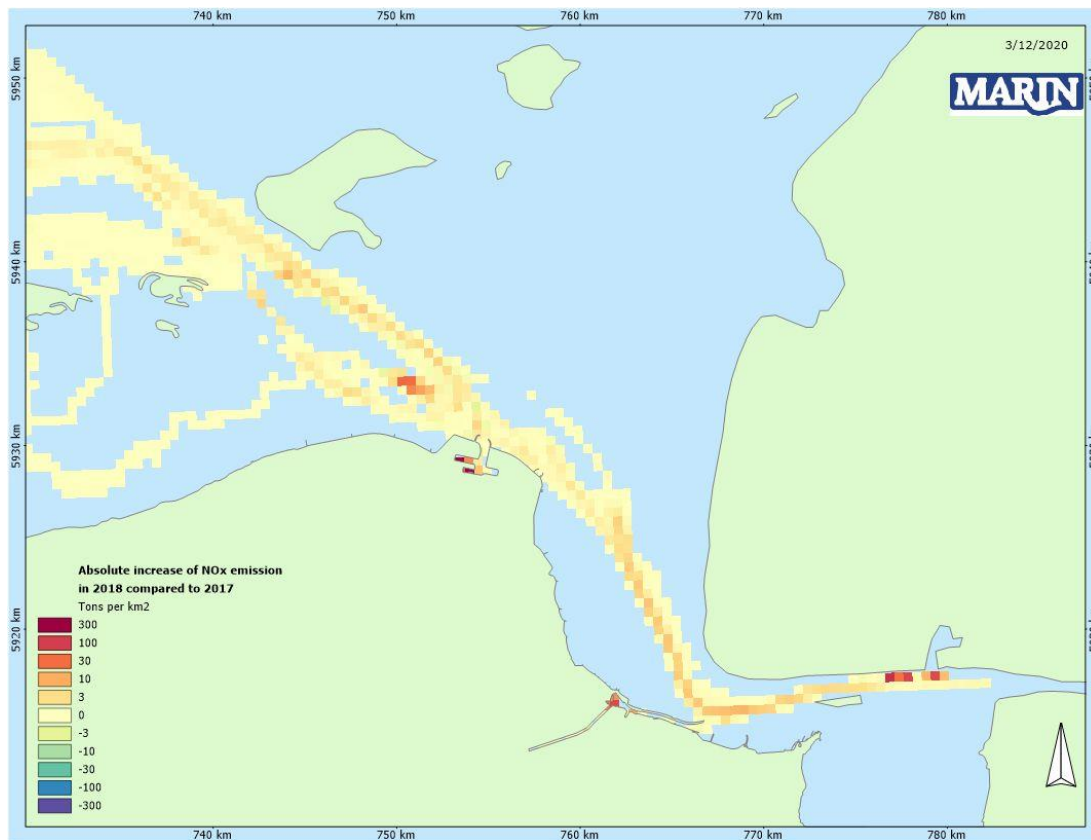 740 km 750 km 760 km 770 km 780 km
3/12/2020
MARIN
5950 km
5940 km
5930 km
5920 km
Absolute increase of NOx emission
in 2018 compared to 2017
Tons per km2
300
100
30
10
3
0
-3
-10
-30
-100
-300
740 km 750 km 760 km 770 km 780 km